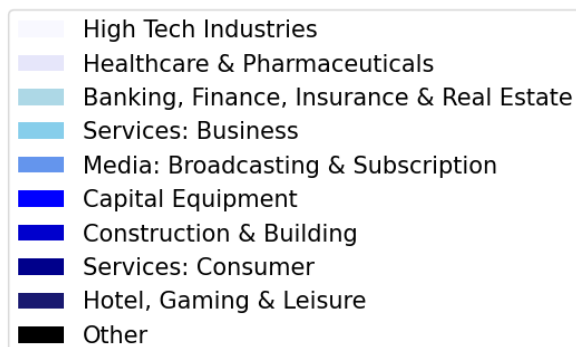 High Tech Industries
Healthcare & Pharmaceuticals
Banking, Finance, Insurance & Real Estate
Services: Business
Media: Broadcasting & Subscription
Capital Equipment
Construction & Building
Services: Consumer
Hotel, Gaming & Leisure
Other